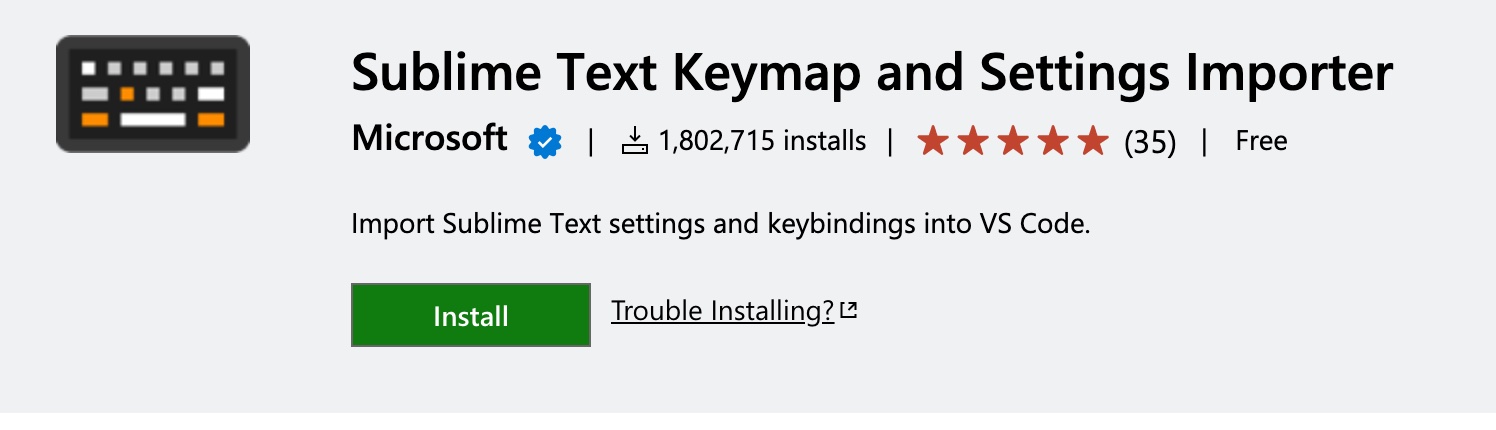 Sublime Text Keymap and Settings Importer
Microsoft | 1,802,715 installs | (35) | Free
Import Sublime Text settings and keybindings into VS Code.
Install Trouble Installing?